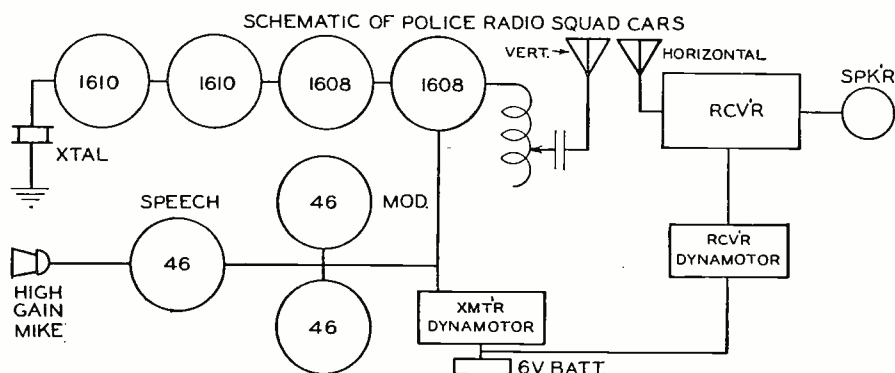 SCHEMATIC OF POLICE RADIO SQUAD CARS
VERT.
HORIZONTAL
SPK'R
1610
1610
1608
1608
RCV'R
XTAL
SPEECH
46
MOD.
46
RCV'R
DYNAMOTOR
HIGH
GAIN
MIKE
46
XMT'R
DYNAMOTOR
6V BATT